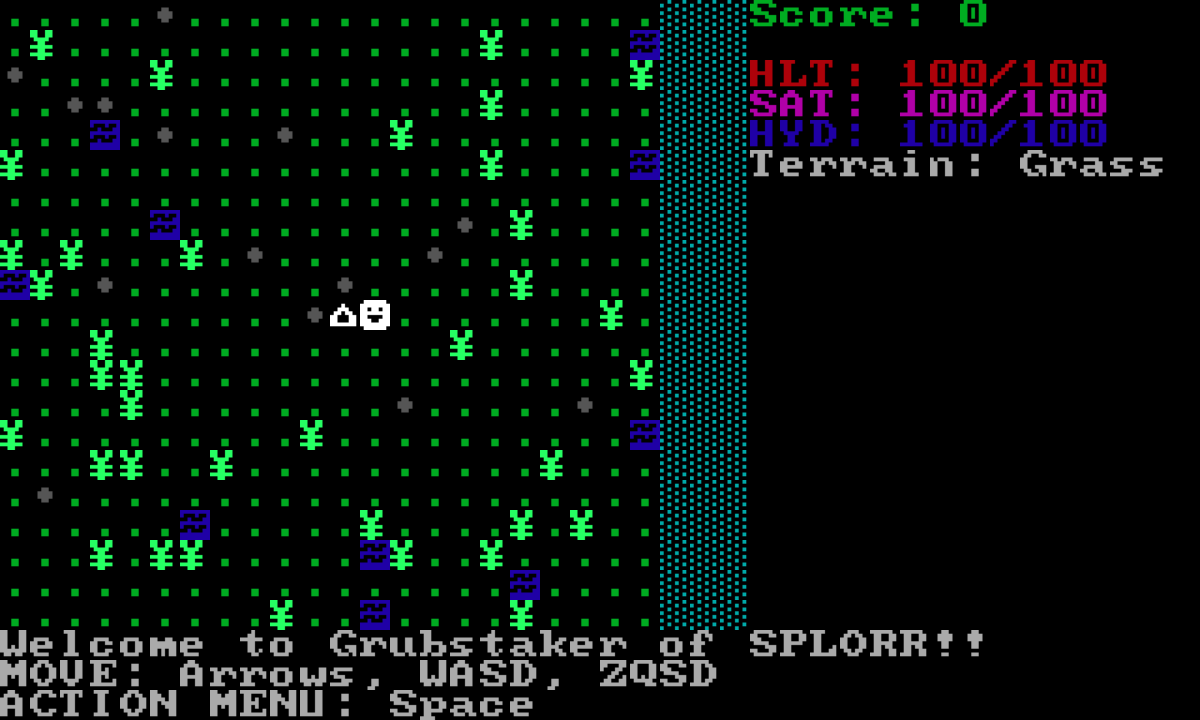 Score: 0
HLT: 100/100
SAT: 100/100
HYD: 100/100
Terrain: Grass
Welcome to Grubstaker of SPLORR!!
MOVE: Arrows, WASD, ZQSD
ACTION MENU: Space